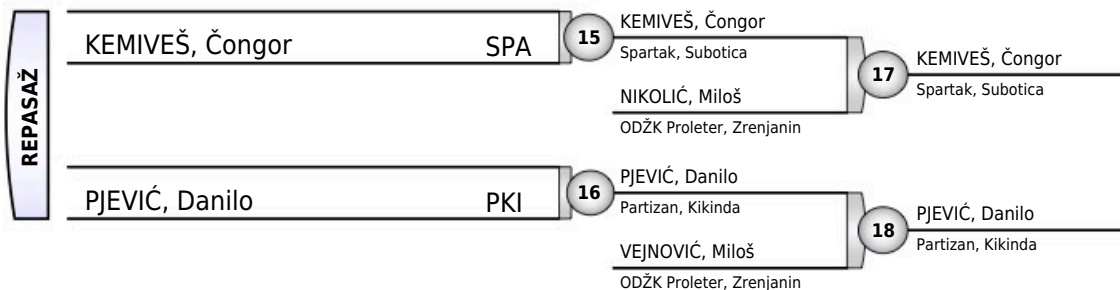 REPASAŽ
KEMIVEŠ, Čongor SPA
15
KEMIVEŠ, Čongor
Spartak, Subotica
NIKOLIĆ, Miloš
ODŽK Proleter, Zrenjanin
17
KEMIVEŠ, Čongor
Spartak, Subotica
PJEVIĆ, Danilo PKI
16
PJEVIĆ, Danilo
Partizan, Kikinda
VEJNOVIĆ, Miloš
ODŽK Proleter, Zrenjanin
18
PJEVIĆ, Danilo
Partizan, Kikinda